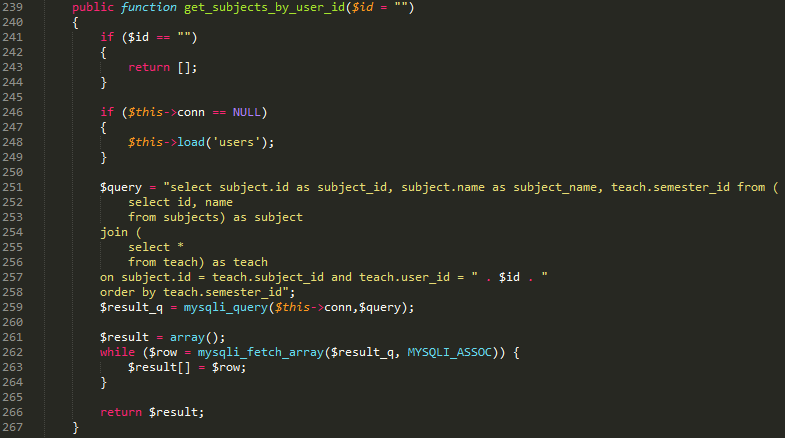 239 public function get_subjects_by_user_id($id = "")
240 {
241 if ($id == "")
242 {
243 return [];
244 }
245
246 if ($this->conn == NULL)
247 {
248 $this->load('users');
249 }
250
251 $query = "select subject.id as subject_id, subject.name as subject_name, teach.semester_id from (
252 select id, name
253 from subjects) as subject
254 join (
255 select *
256 from teach) as teach
257 on subject.id = teach.subject_id and teach.user_id = " . $id . "
258 order by teach.semester_id";
259 $result_q = mysqli_query($this->conn,$query);
260
261 $result = array();
262 while ($row = mysqli_fetch_array($result_q, MYSQLI_ASSOC)) {
263 $result[] = $row;
264 }
265
266 return $result;
267 }